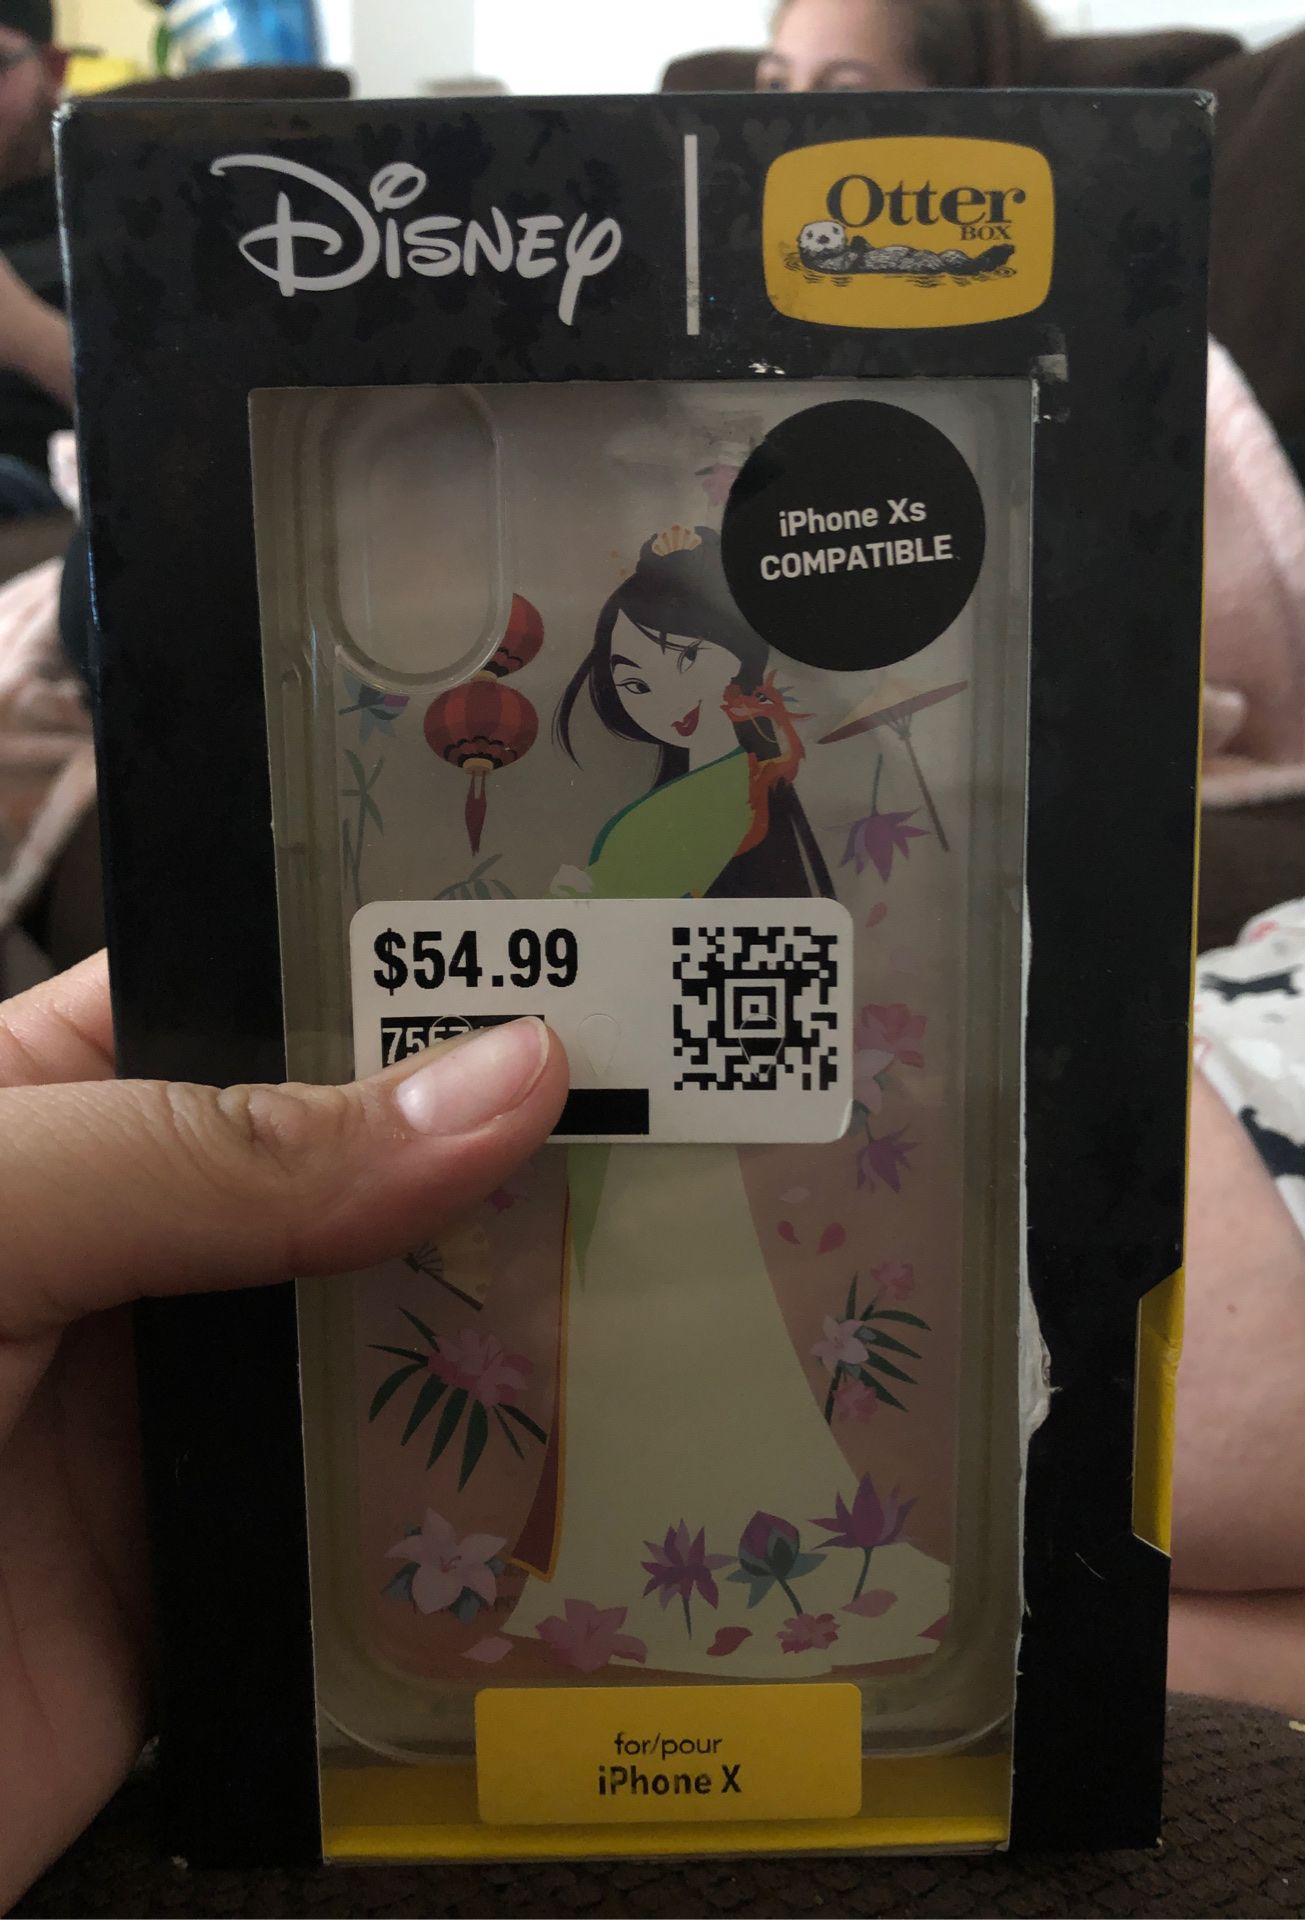 Disney
Otter
BOX
iPhone Xs
COMPATIBLE
$54.99
for/pour
iPhone X